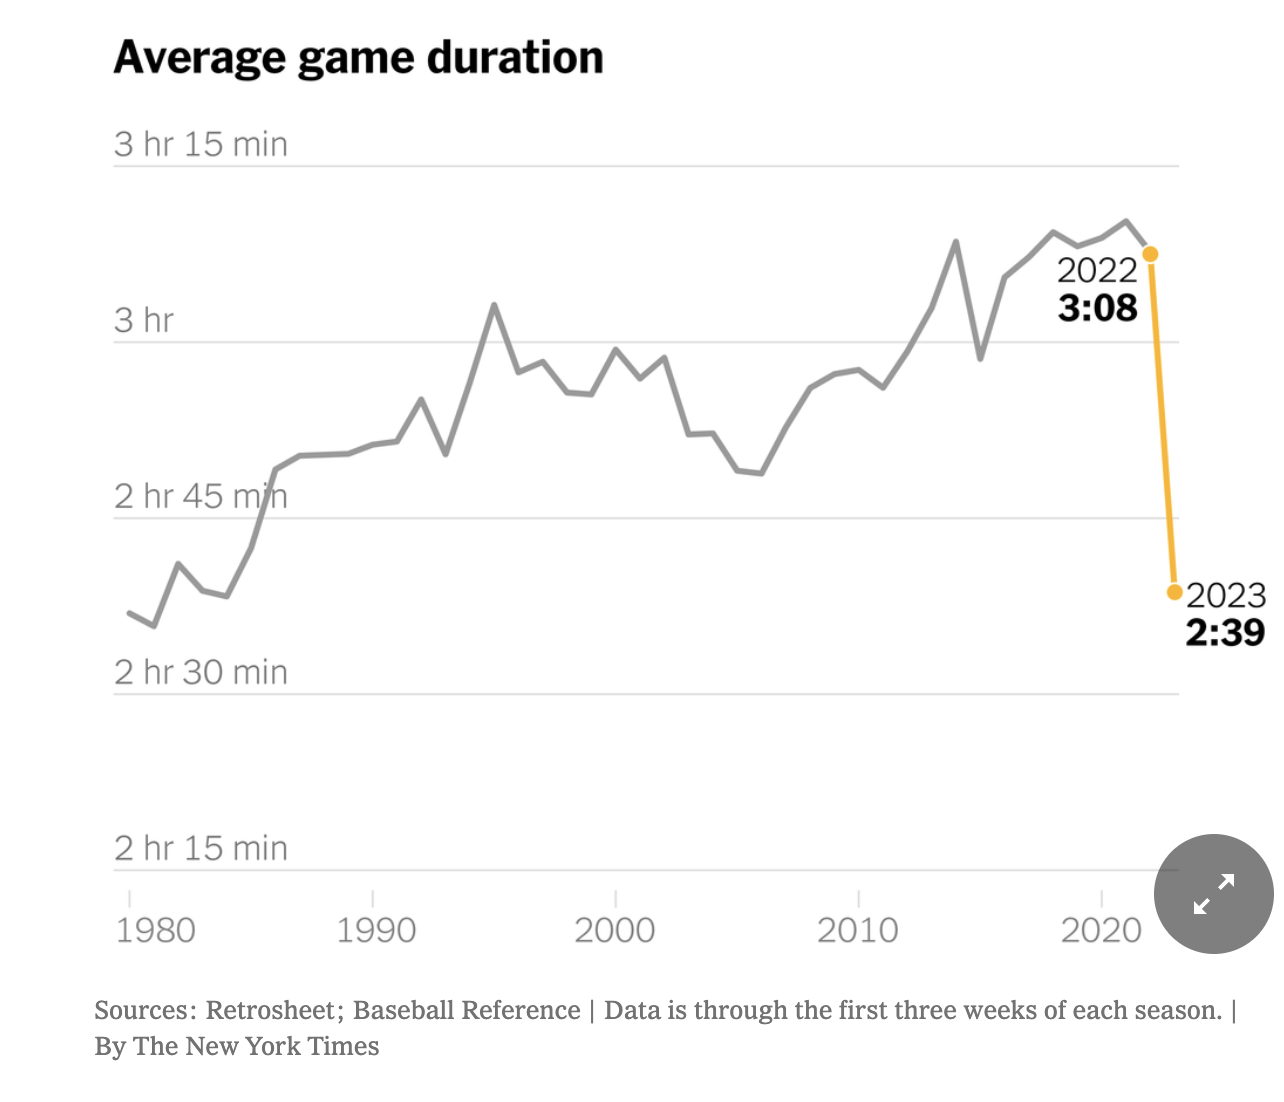 Average game duration
3 hr 15 min
2022
3:08
3 hr
2 hr 45 min
2023
2:39
2 hr 30 min
2 hr 15 min
1980 1990 2000 2010 2020
Sources: Retrosheet; Baseball Reference | Data is through the first three weeks of each season. |
By The New York Times